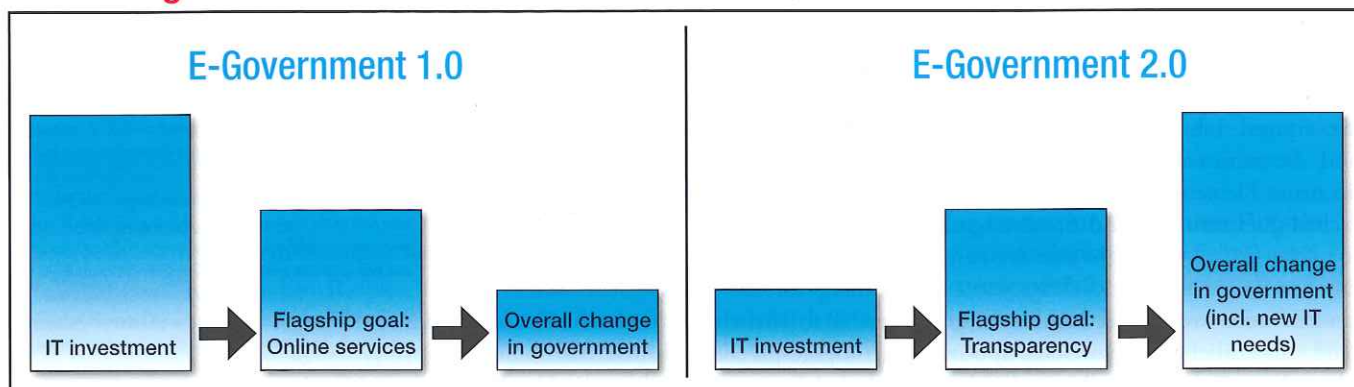 E-Government 1.0
IT investment
Flagship goal:
Online services
Overall change
in government
E-Government 2.0
IT investment
Flagship goal:
Transparency
Overall change
in government
(incl. new IT
needs)